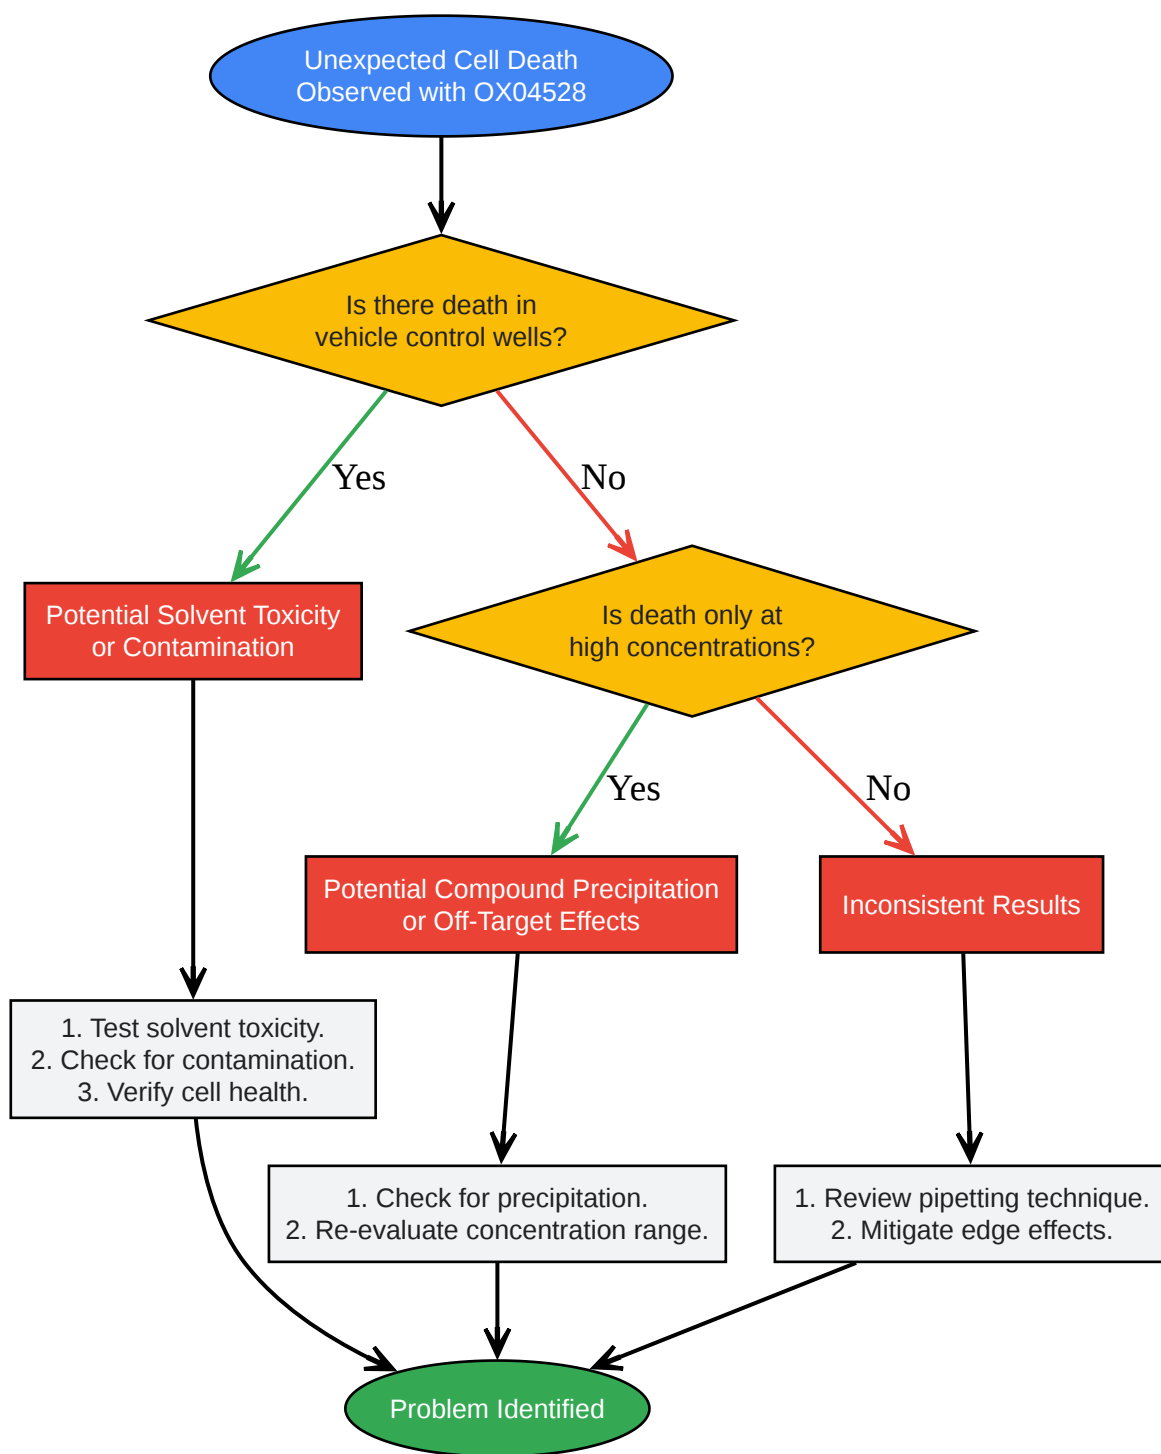 Unexpected Cell Death
Observed with OX04528
Is there death in
vehicle control wells?
Yes
No
Potential Solvent Toxicity
or Contamination
Is death only at
high concentrations?
Yes
No
Potential Compound Precipitation
or Off-Target Effects
Inconsistent Results
1. Test solvent toxicity.
2. Check for contamination.
3. Verify cell health.
1. Check for precipitation.
2. Re-evaluate concentration range.
1. Review pipetting technique.
2. Mitigate edge effects.
Problem Identified